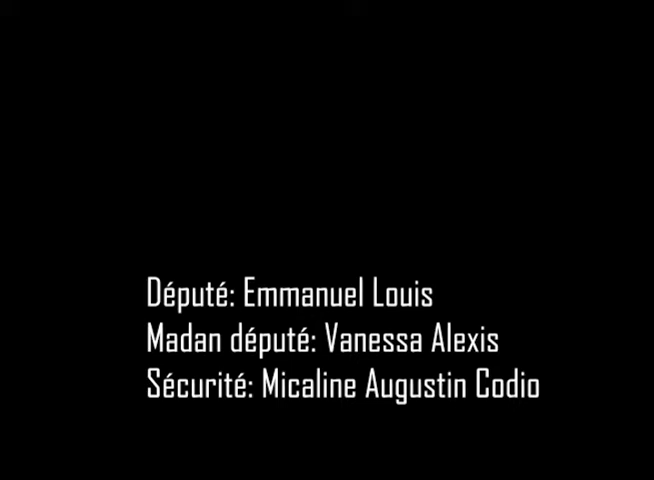 Député: Emmanuel Louis
Madan député: Vanessa Alexis
Sécurité: Micaline Augustin Codio